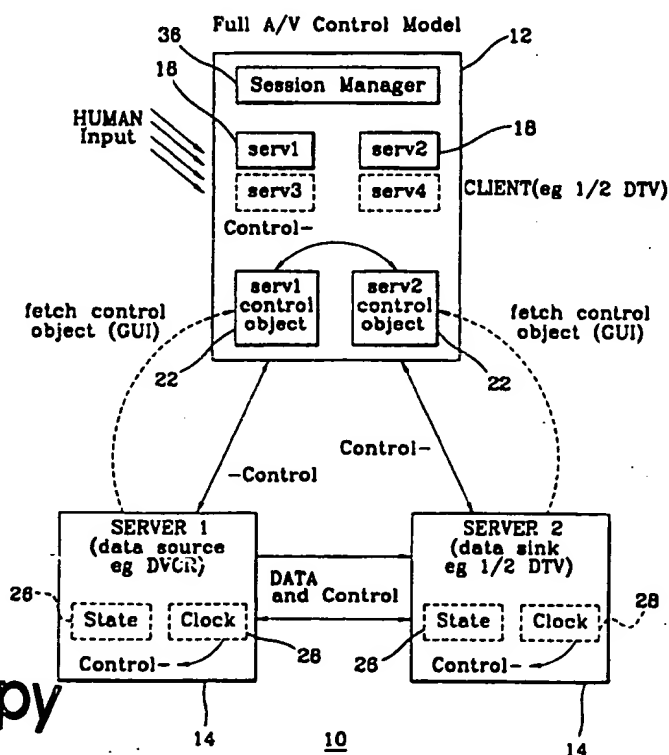 Full A/V Control Model
36
12
Session Manager
18
HUMAN
Input
serv1
serv2
18
serv3
serv4
CLIENT(eg 1/2 DTV)
Control-
serv1
control
object
serv2
control
object
fetch control
object (GUI)
fetch control
object (GUI)
22
22
Control-
-Control
SERVER 1
(data source
eg DVCR)
SERVER 2
(data sink
eg 1/2 DTV)
DATA
and Control
26
State
Clock
State
Clock
28
Control-
28
26
Control-
py
14
10
14